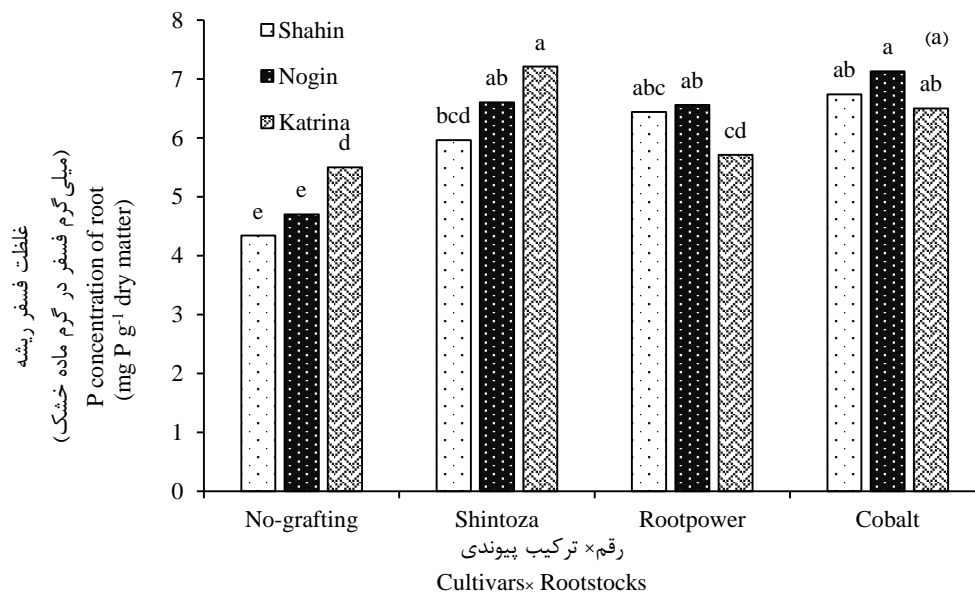 غلظت فسفر ریشه
(میلی گرم فسفر در گرم ماده خشک)
P concentration of root
(mg P g⁻¹ dry matter)
8
7
6
5
4
3
2
1
0
Shahin
Nogin
Katrina
e
e
d
bcd
ab
a
abc
ab
cd
ab
a
ab
(a)
No-grafting
Shintoza
Rootpower
Cobalt
رقم× ترکیب پیوندی
Cultivars× Rootstocks